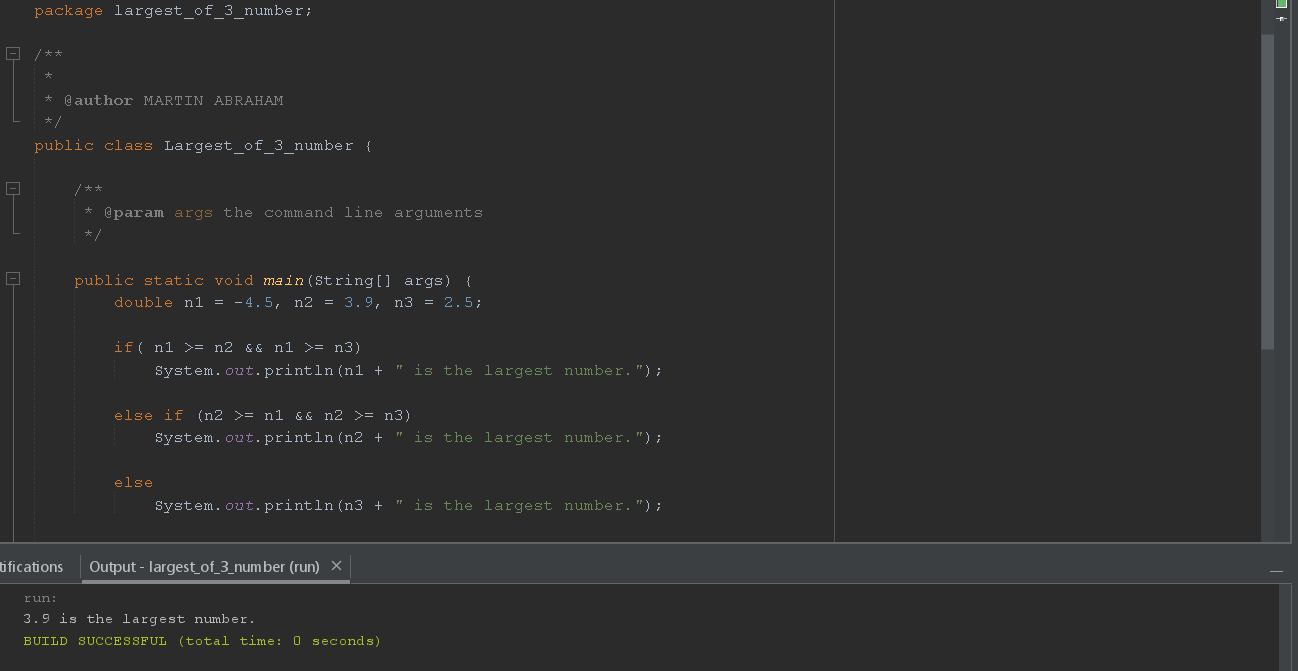 package largest_of_3_number;
/**
 *
 * @author MARTIN ABRAHAM
 */
public class Largest_of_3_number {
/**
 * @param args the command line arguments
 */
public static void main(String[] args) {
double n1 = -4.5, n2 = 3.9, n3 = 2.5;
if( n1 >= n2 && n1 >= n3)
System.out.println(n1 + " is the largest number.");
else if (n2 >= n1 && n2 >= n3)
System.out.println(n2 + " is the largest number.");
else
System.out.println(n3 + " is the largest number.");
tifications Output - largest_of_3_number (run)
run:
3.9 is the largest number.
BUILD SUCCESSFUL (total time: 0 seconds)